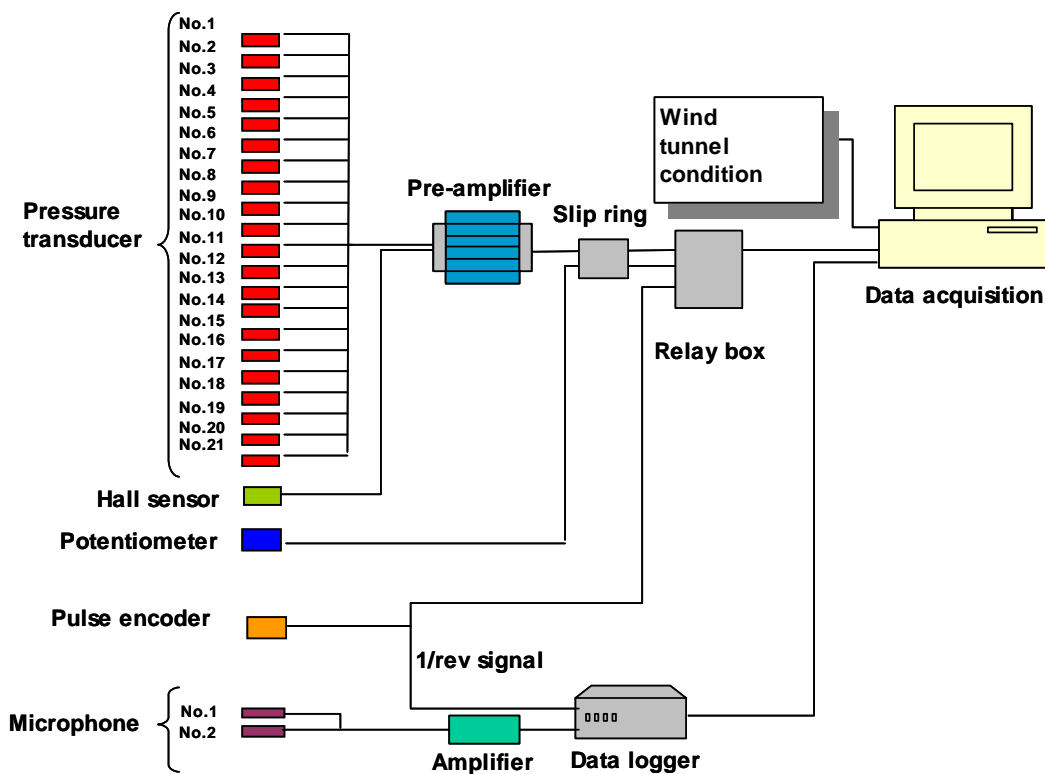 No.1
No.2
No.3
No.4
No.5
No.6
No.7
No.8
No.9
No.10
No.11
No.12
No.13
No.14
No.15
No.16
No.17
No.18
No.19
No.20
No.21
Pressure
transducer
Hall sensor
Potentiometer
Pulse encoder
Microphone
No.1
No.2
Pre-amplifier
Slip ring
Wind
tunnel
condition
Relay box
Data acquisition
1/rev signal
Amplifier
Data logger